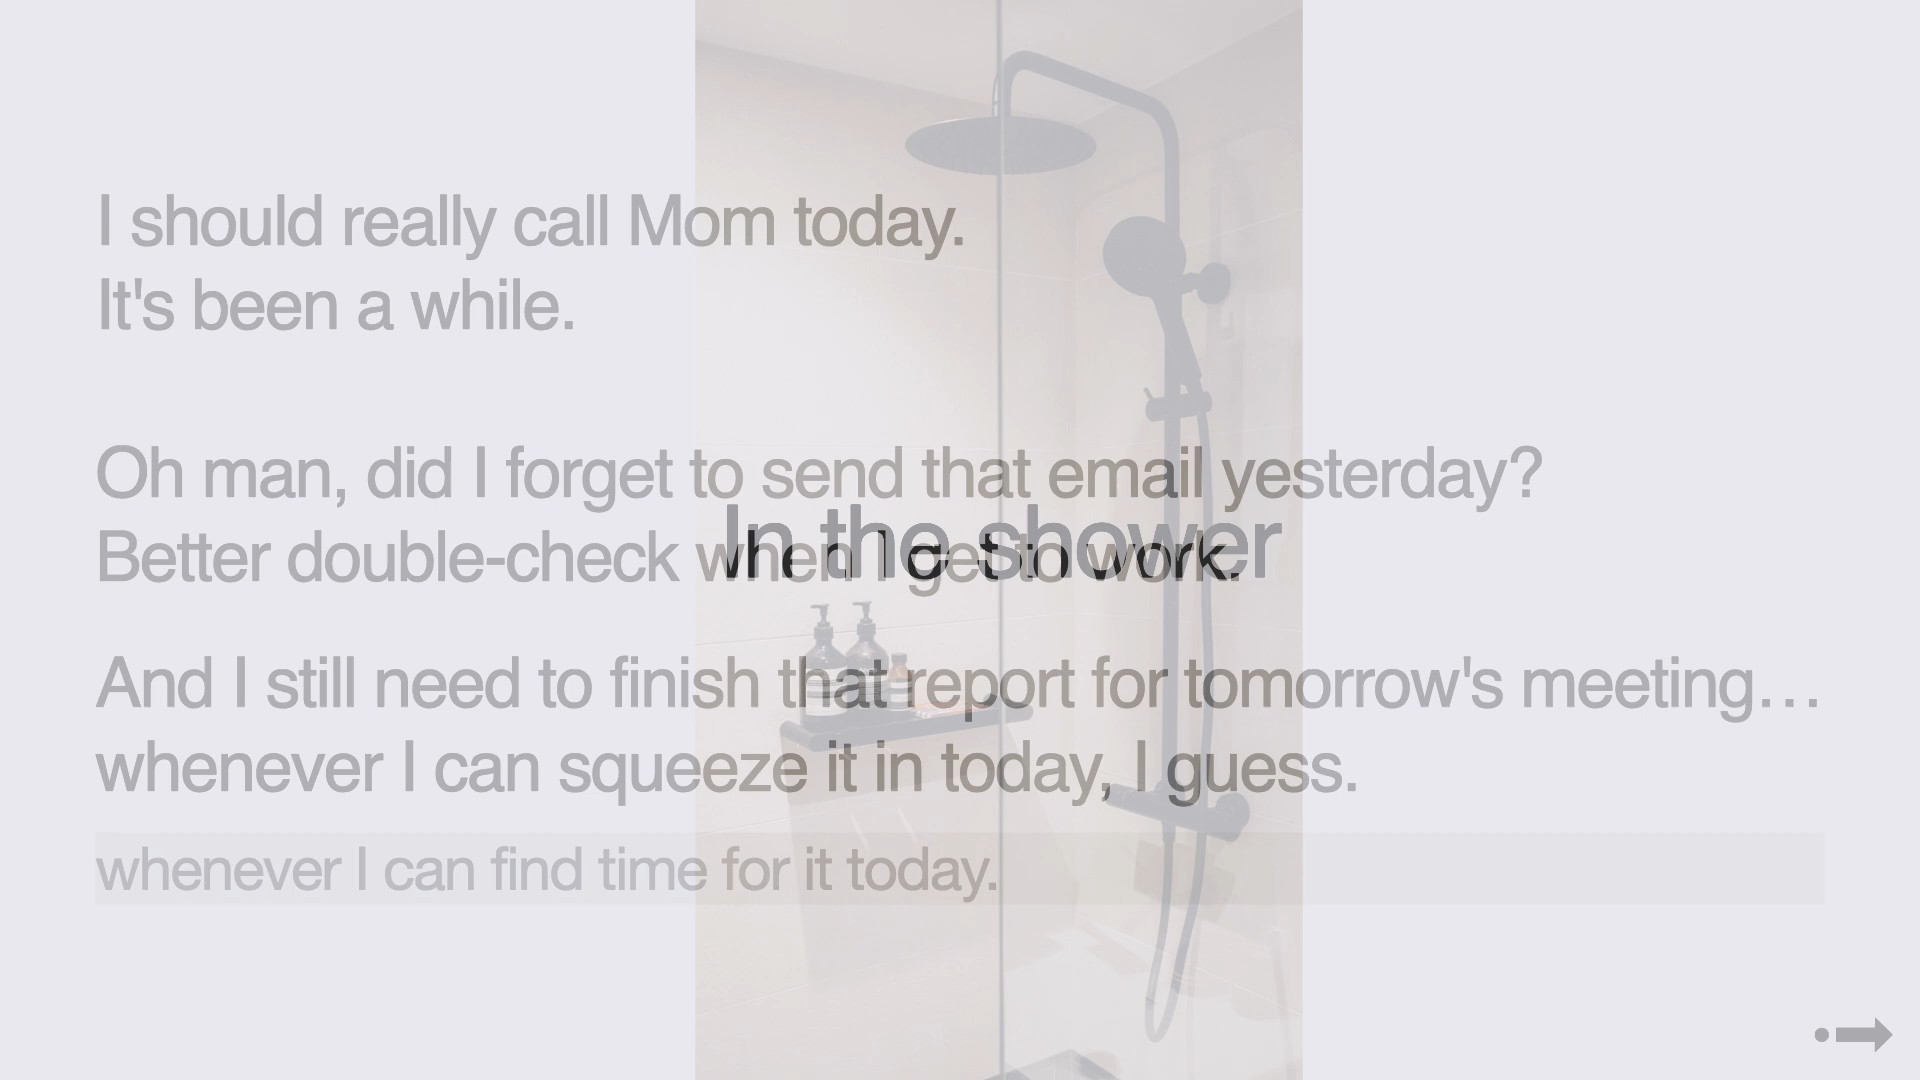 I should really call Mom today.
It's been a while.
Oh man, did I forget to send that email yesterday?
In the shower
Better double-check when I get to work.
And I still need to finish that report for tomorrow's meeting…
whenever I can squeeze it in today, I guess.
whenever I can find time for it today.